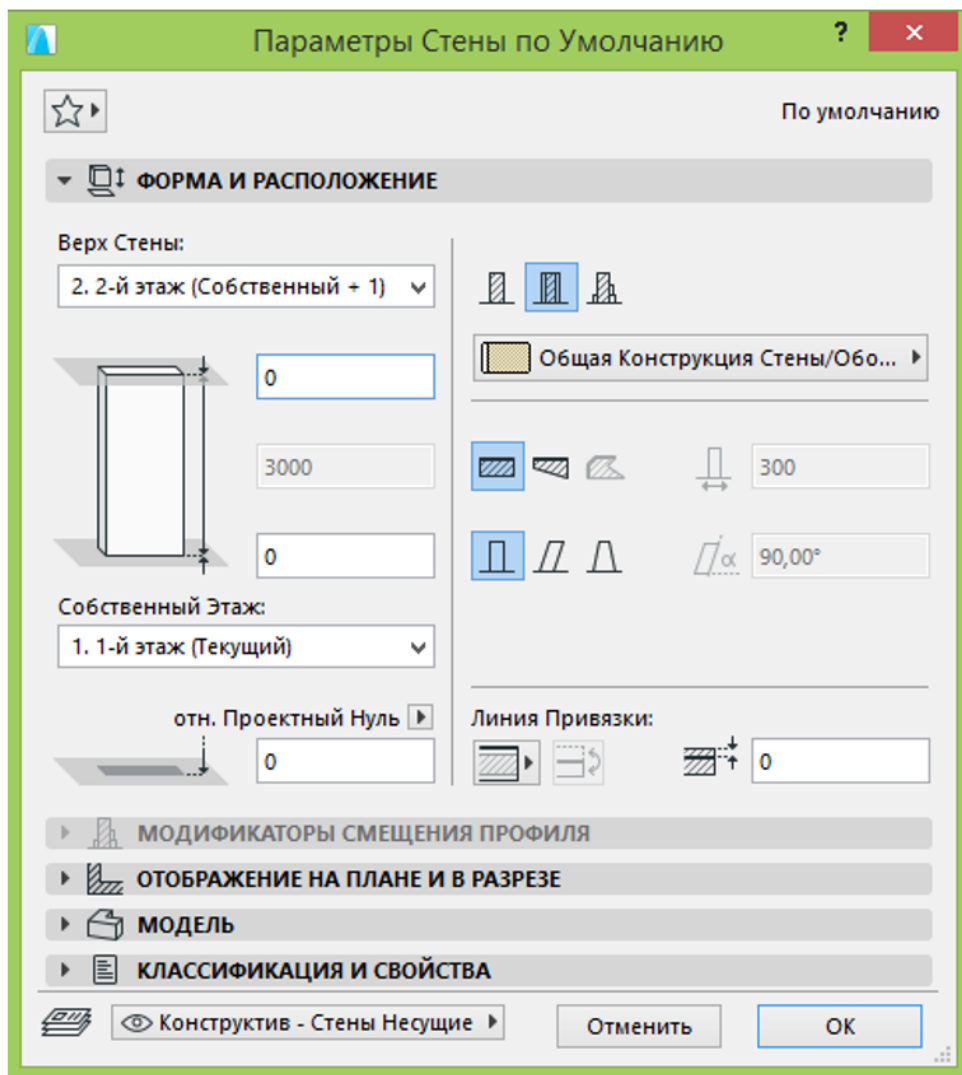 Параметры Стены по Умолчанию
?
По умолчанию
ФОРМА И РАСПОЛОЖЕНИЕ
Верх Стены:
2. 2-й этаж (Собственный + 1)
0
3000
0
Собственный Этаж:
1. 1-й этаж (Текущий)
отн. Проектный Нуль
0
Общая Конструкция Стены/Обо...
300
α
90,00°
Линия Привязки:
0
МОДИФИКАТОРЫ СМЕЩЕНИЯ ПРОФИЛЯ
ОТОБРАЖЕНИЕ НА ПЛАНЕ И В РАЗРЕЗЕ
МОДЕЛЬ
КЛАССИФИКАЦИЯ И СВОЙСТВА
Конструктив - Стены Несущие
Отменить
ОК